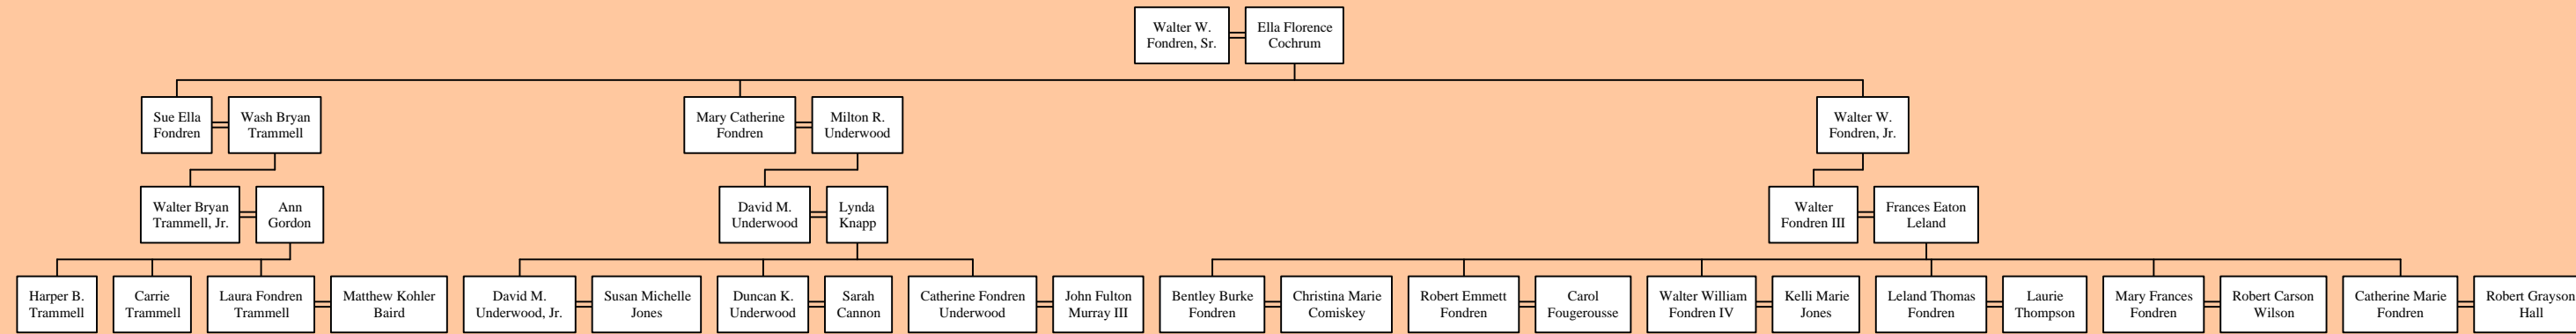 Walter W.
Fondren, Sr.
Ella Florence
Cochrum
Sue Ella
Fondren
Wash Bryan
Trammell
Mary Catherine
Fondren
Milton R.
Underwood
Walter W.
Fondren, Jr.
Walter Bryan
Trammell, Jr.
Ann
Gordon
David M.
Underwood
Lynda
Knapp
Walter
Fondren III
Frances Eaton
Leland
Harper B.
Trammell
Carrie
Trammell
Laura Fondren
Trammell
Matthew Kohler
Baird
David M.
Underwood, Jr.
Susan Michelle
Jones
Duncan K.
Underwood
Sarah
Cannon
Catherine Fondren
Underwood
John Fulton
Murray III
Bentley Burke
Fondren
Christina Marie
Comiskey
Robert Emmett
Fondren
Carol
Fougerousse
Walter William
Fondren IV
Kelli Marie
Jones
Leland Thomas
Fondren
Laurie
Thompson
Mary Frances
Fondren
Robert Carson
Wilson
Catherine Marie
Fondren
Robert Grayson
Hall